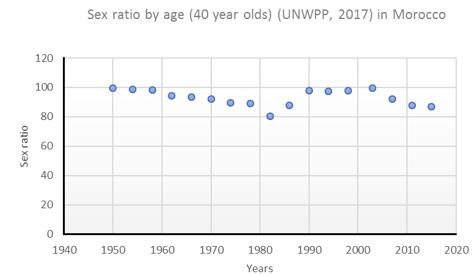 Sex ratio by age (40 year olds) (UNWPP, 2017) in Morocco
120
100
80
60
40
20
0
Sex ratio
1940 1950 1960 1970 1980 1990 2000 2010 2020
Years